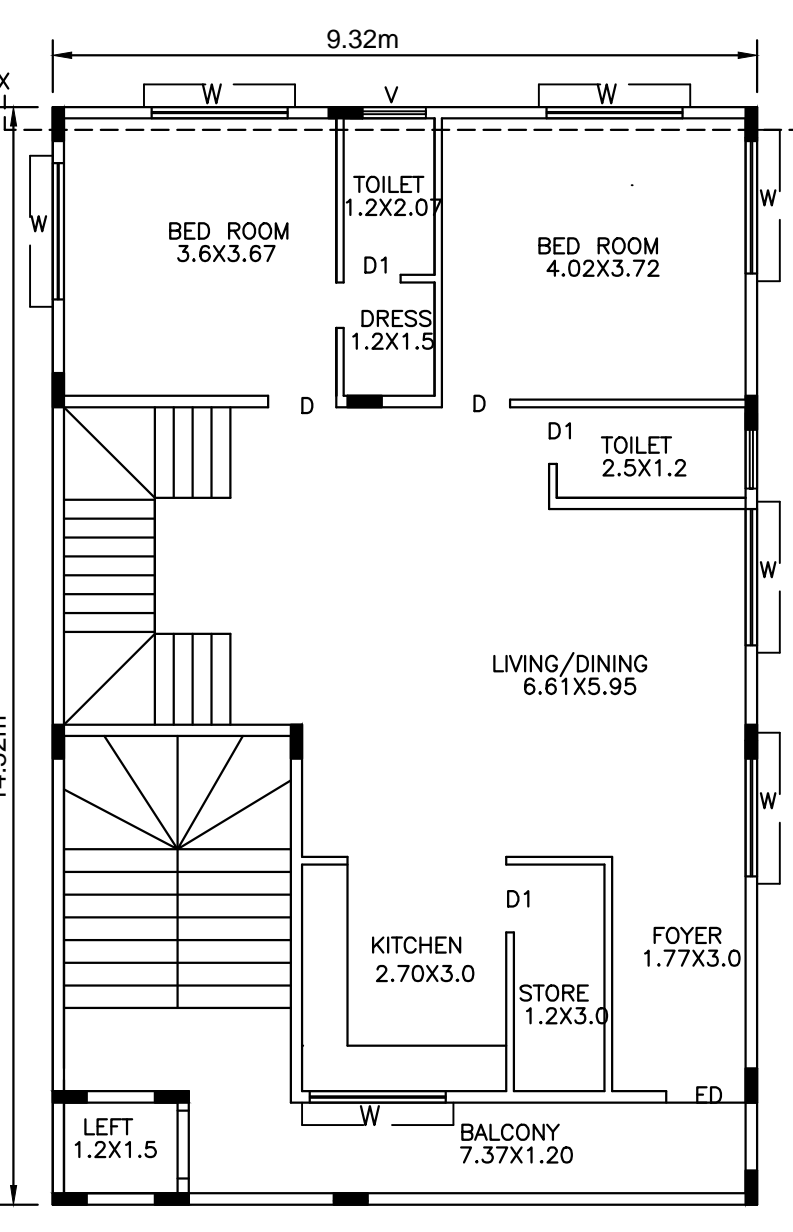 9.32m
X
W
V
W
W
W
TOILET
1.2X2.07
BED ROOM
3.6X3.67
BED ROOM
4.02X3.72
D1
DRESS
1.2X1.5
D
D
D1
TOILET
2.5X1.2
W
LIVING/DINING
6.61X5.95
W
D1
KITCHEN
2.70X3.0
FOYER
1.77X3.0
STORE
1.2X3.0
ED
W
LEFT
1.2X1.5
BALCONY
7.37X1.20